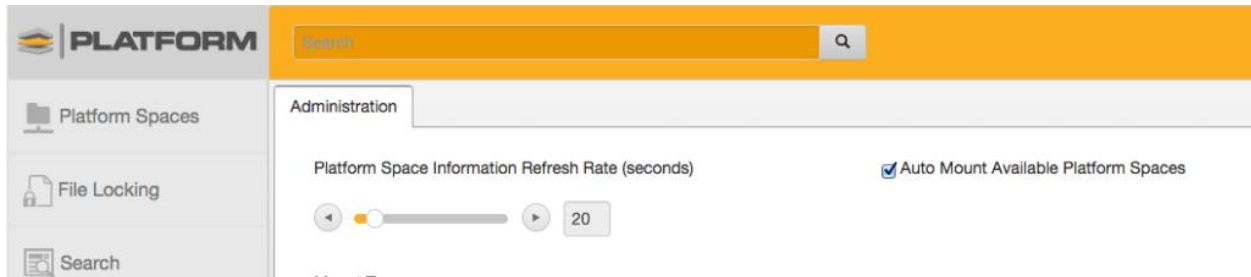 PLATFORM
Search
Platform Spaces
File Locking
Search
Administration
Platform Space Information Refresh Rate (seconds)
Auto Mount Available Platform Spaces
20